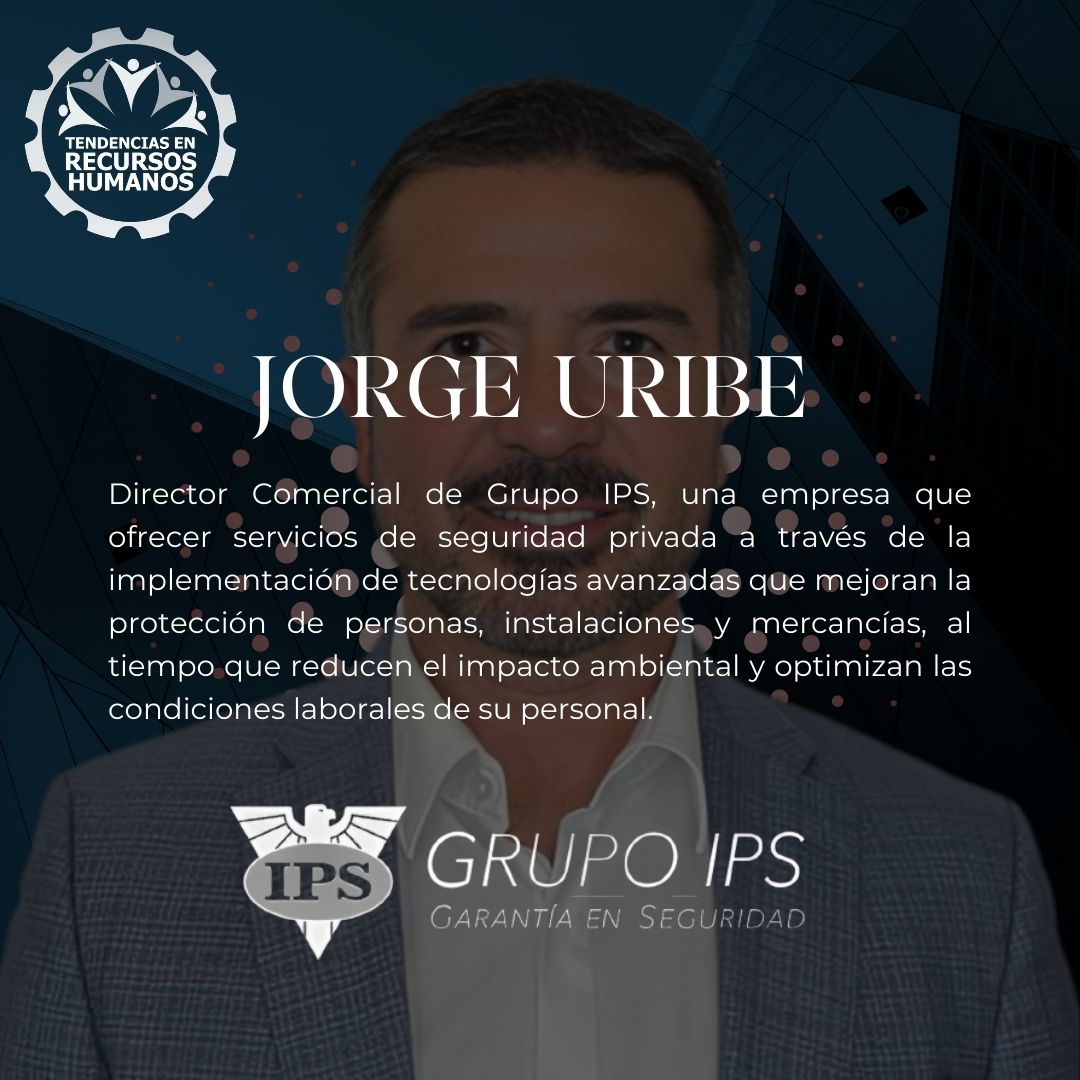 TENDENCIAS EN
RECURSOS
HUMANOS
JORGE URIBE
Director Comercial de Grupo IPS, una empresa que
ofrecer servicios de seguridad privada a través de la
implementación de tecnologías avanzadas que mejoran la
protección de personas, instalaciones y mercancías, al
tiempo que reducen el impacto ambiental y optimizan las
condiciones laborales de su personal.
IPS
GRUPO IPS
GARANTÍA EN SEGURIDAD